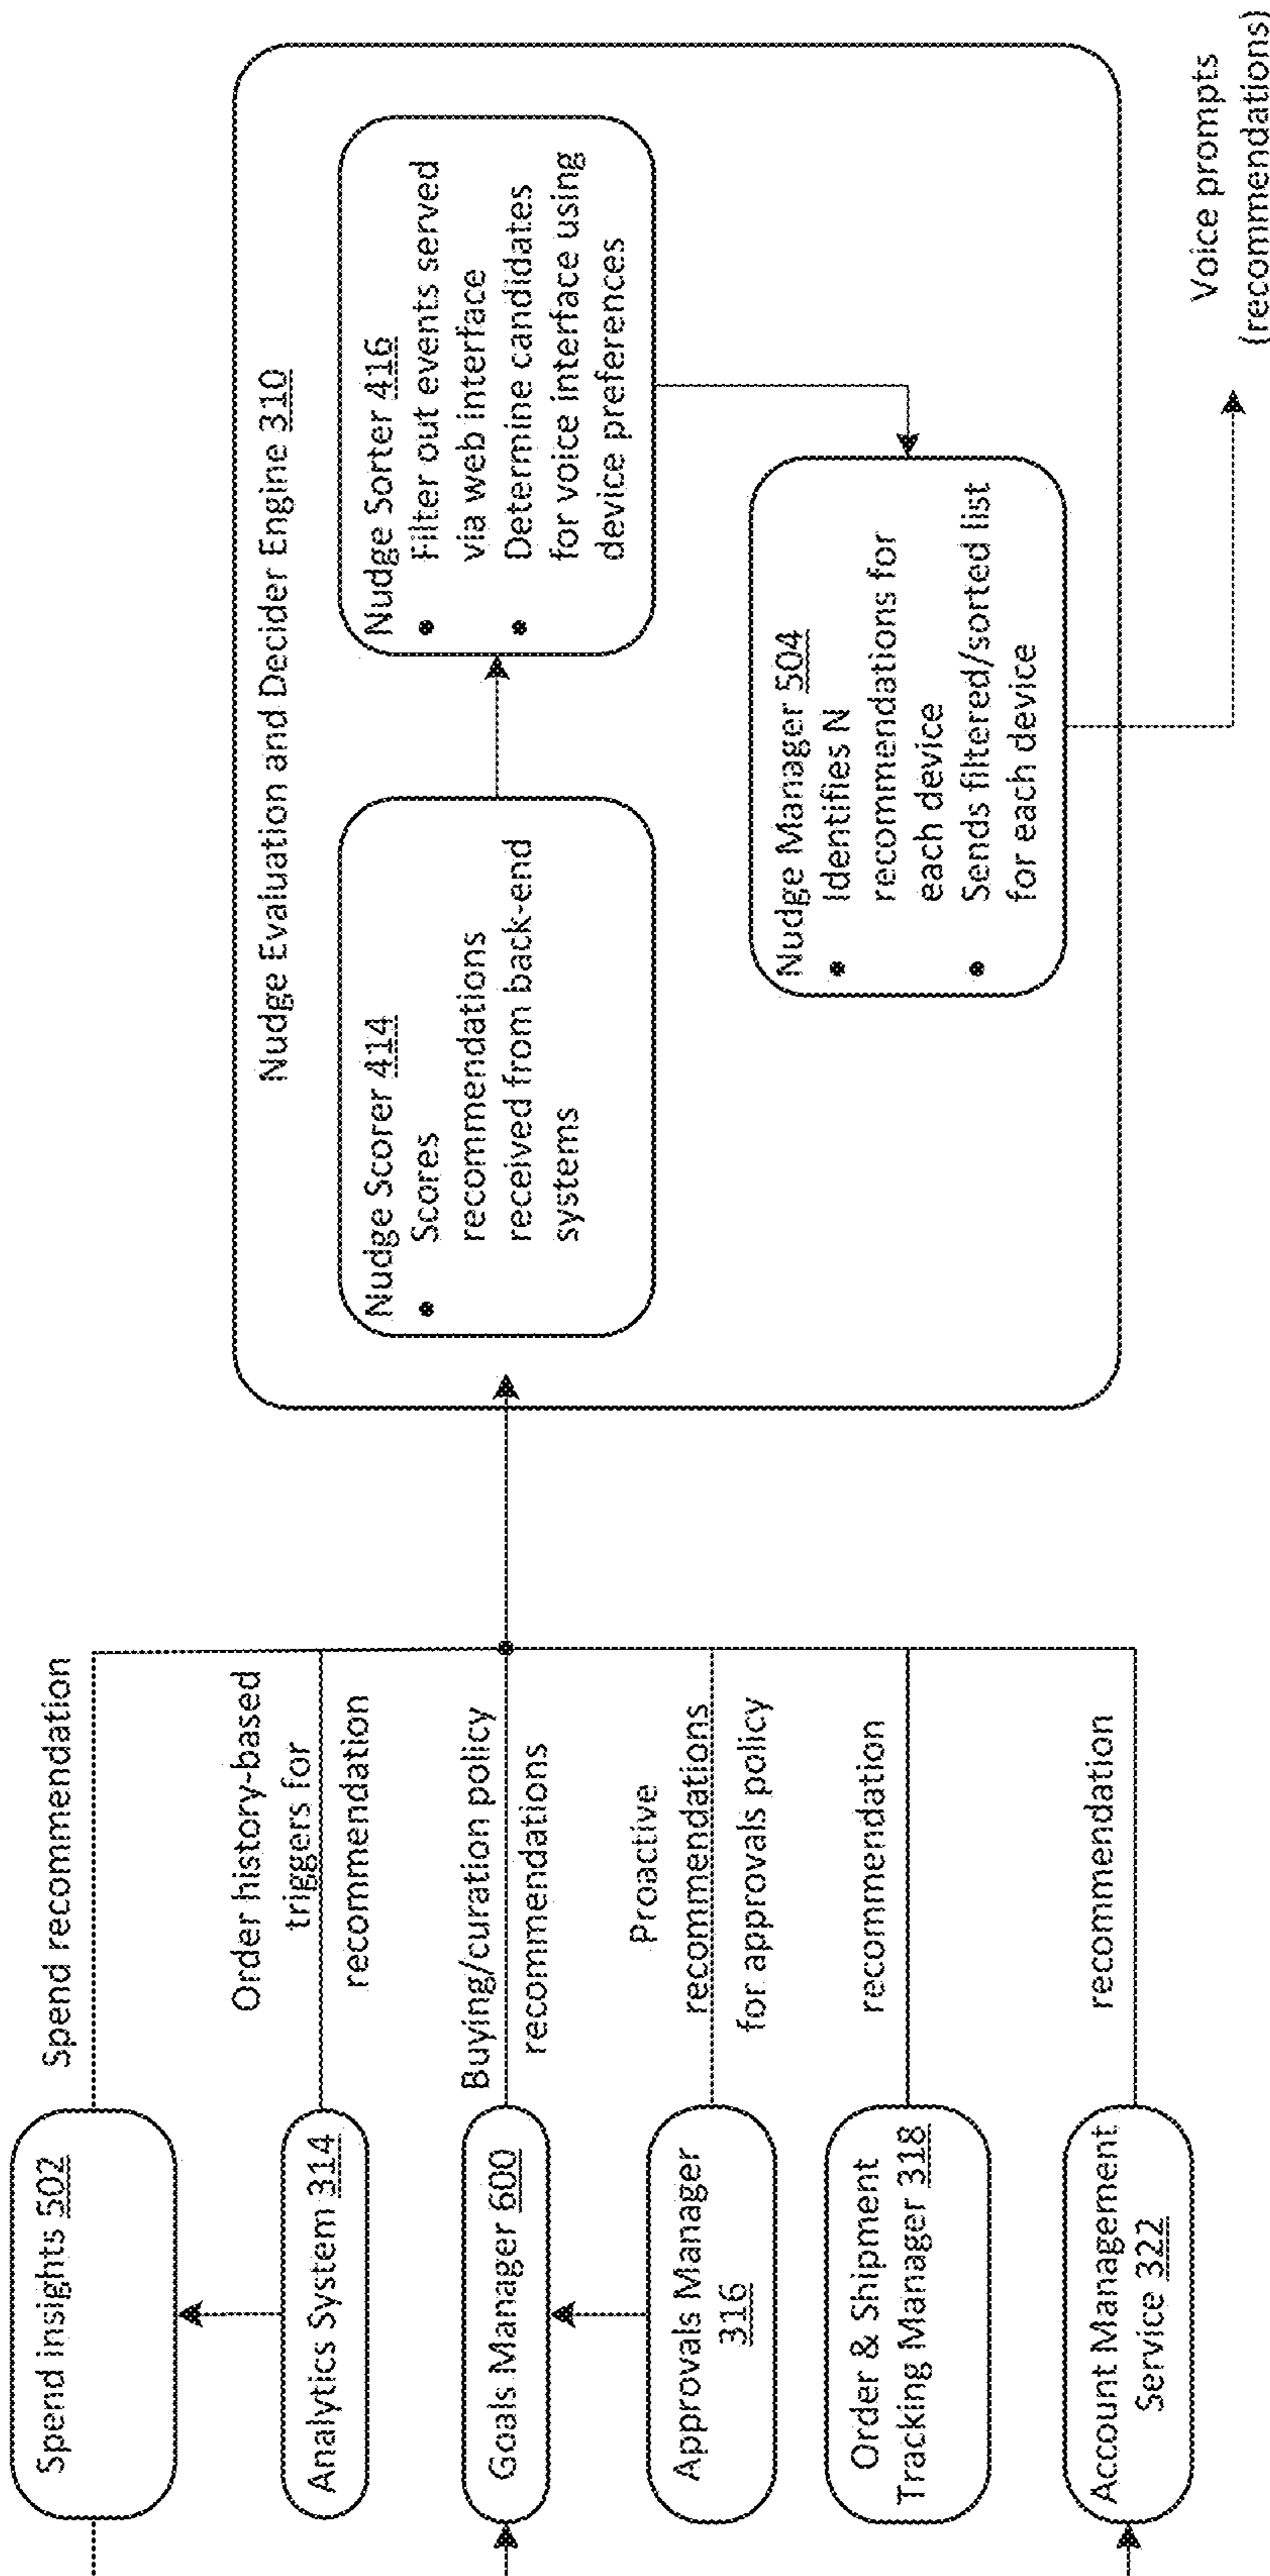 Spend insights 502
Spend recommendation
Analytics System 314
Order history-based
triggers for
recommendation
Goals Manager 600
Buying/curation policy
recommendations
Approvals Manager
316
Proactive
recommendations
for approvals policy
Order & Shipment
Tracking Manager 318
recommendation
Account Management
Service 322
recommendation
Nudge Evaluation and Decider Engine 310
Nudge Scorer 414
• Scores
recommendations
received from back-end
systems
Nudge Sorter 416
• Filter out events served
via web interface
• Determine candidates
for voice interface using
device preferences
Nudge Manager 504
• Identifies N
recommendations for
each device
• Sends filtered/sorted list
for each device
Voice prompts
(recommendations)